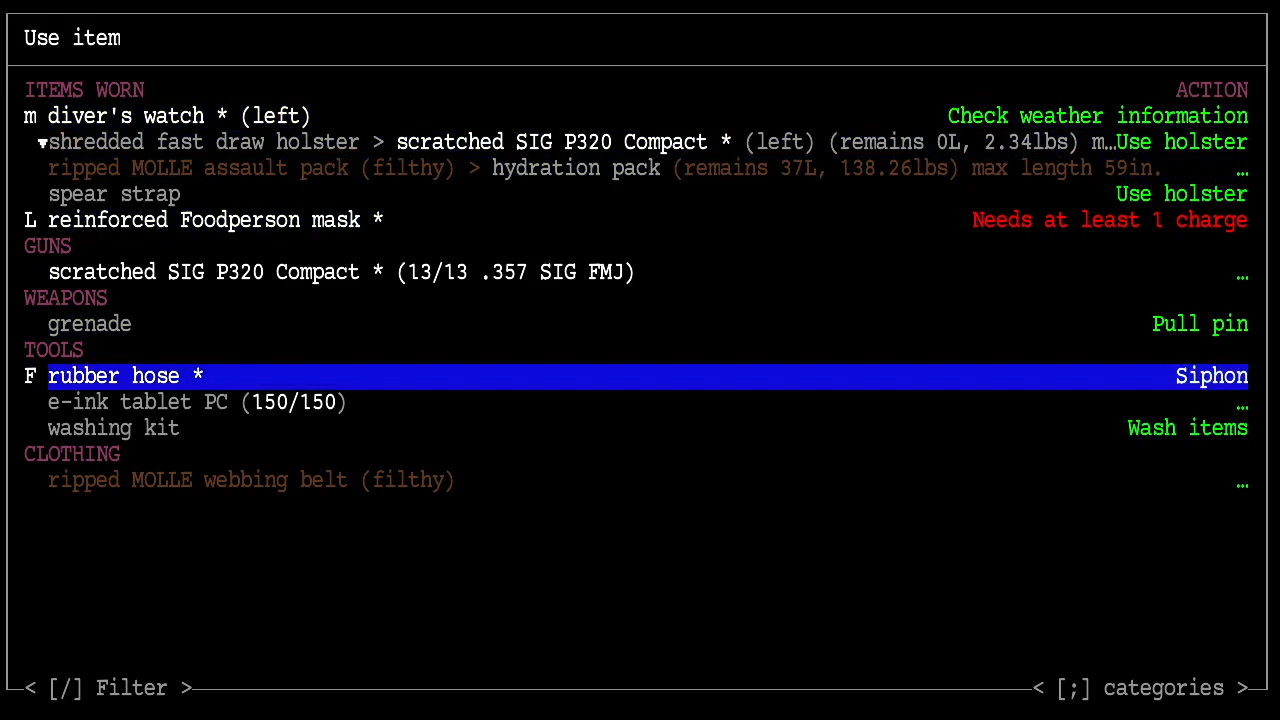 Use item
ITEMS WORN ACTION
m diver's watch * (left) Check weather information
▼shredded fast draw holster > scratched SIG P320 Compact * (left) (remains 0L, 2.34lbs) m…Use holster
ripped MOLLE assault pack (filthy) > hydration pack (remains 37L, 138.26lbs) max length 59in. …
spear strap Use holster
L reinforced Foodperson mask * Needs at least 1 charge
GUNS
scratched SIG P320 Compact * (13/13 .357 SIG FMJ) …
WEAPONS
grenade Pull pin
TOOLS
F rubber hose * Siphon
e-ink tablet PC (150/150) …
washing kit Wash items
CLOTHING
ripped MOLLE webbing belt (filthy) …
< [/] Filter > < [;] categories >